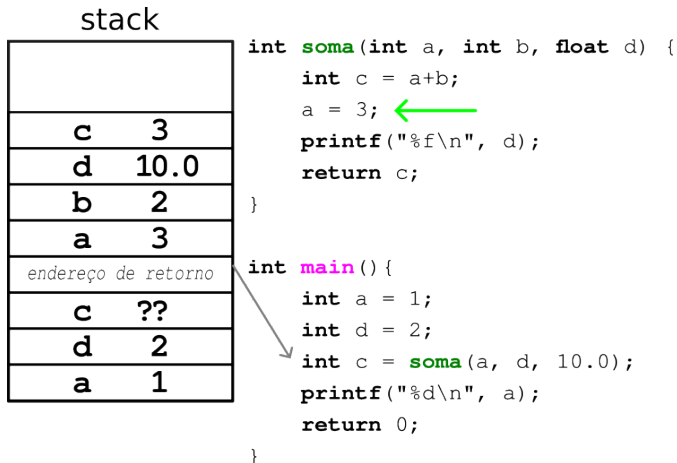 stack
c 3
d 10.0
b 2
a 3
endereço de retorno
c ??
d 2
a 1
int soma(int a, int b, float d) {
int c = a+b;
a = 3;
printf("%f\n", d);
return c;
}
int main(){
int a = 1;
int d = 2;
int c = soma(a, d, 10.0);
printf("%d\n", a);
return 0;
}